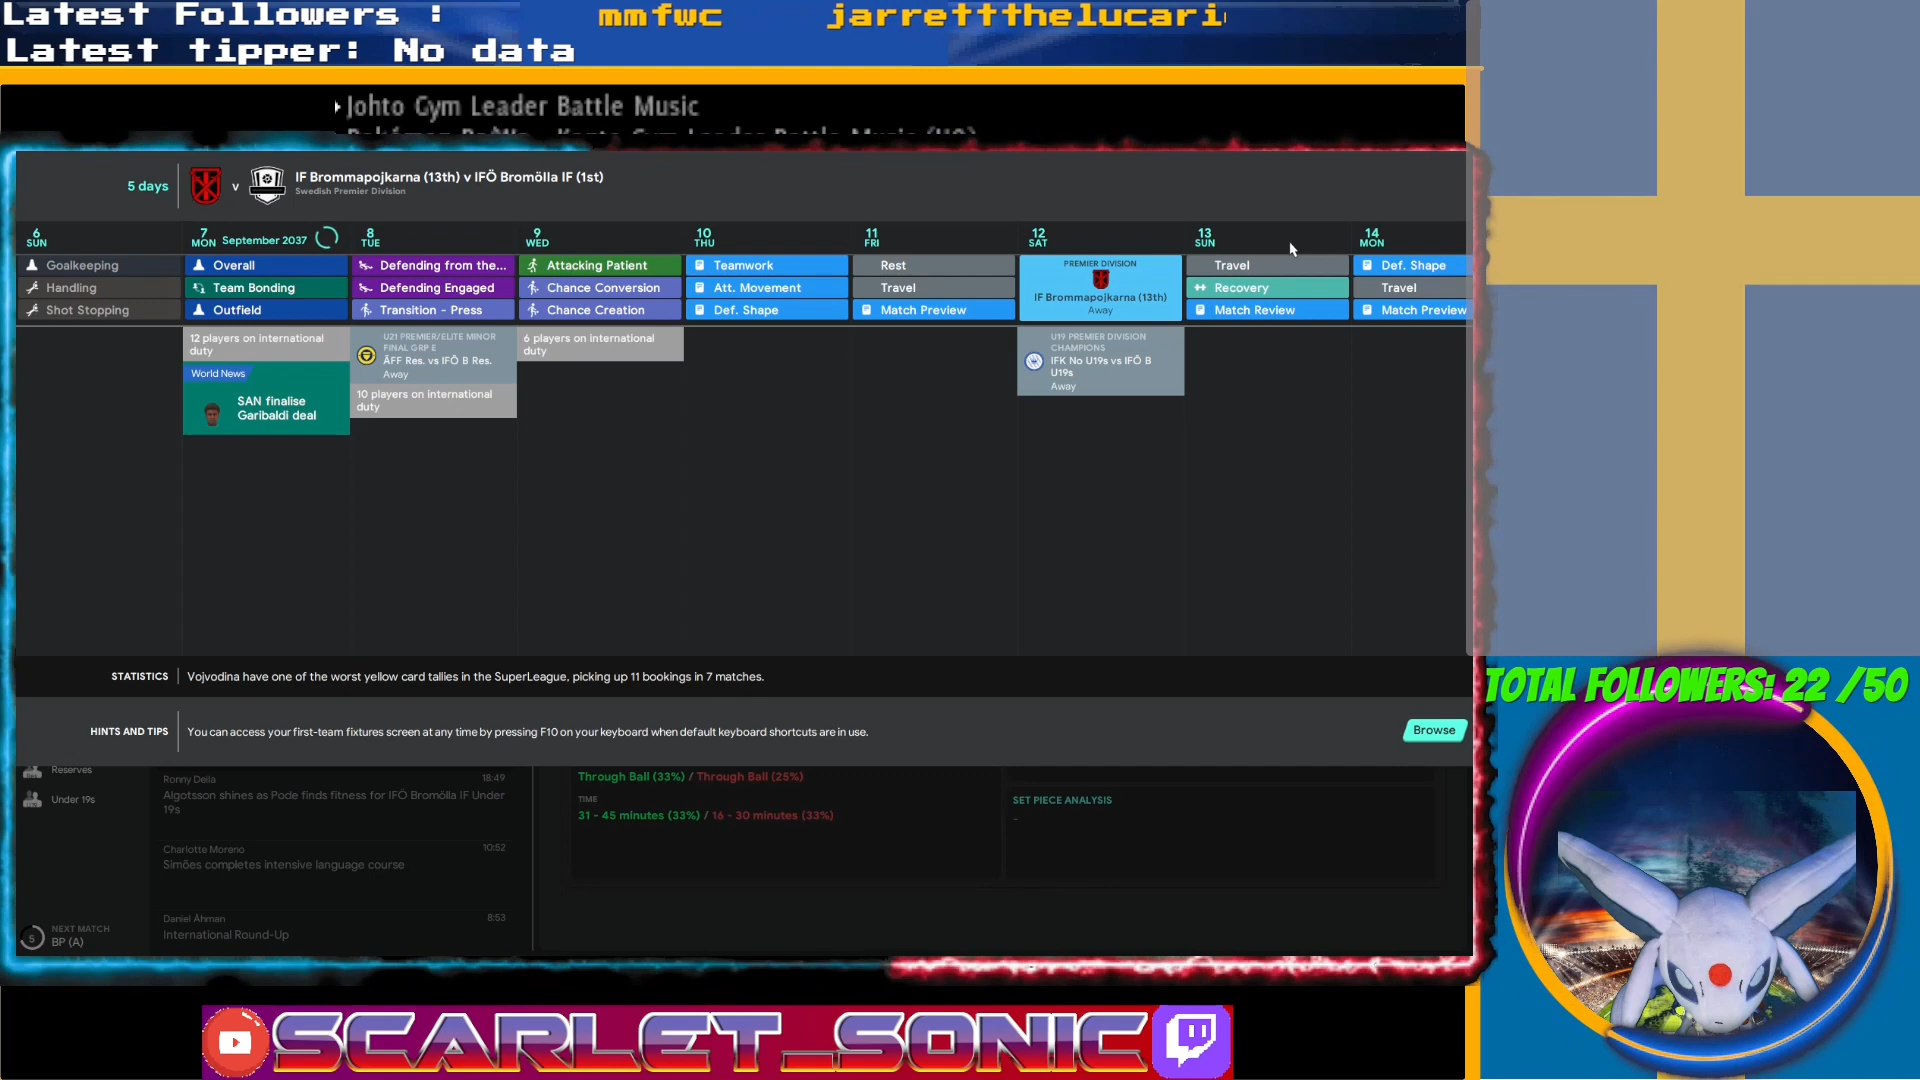 Latest Followers : mmfwc jarrettthelucari
Latest tipper: No data
Johto Gym Leader Battle Music
5 days
v
IF Brommapojkarna (13th) v IFÖ Bromölla IF (1st)
Swedish Premier Division
6 SUN
7 MON September 2037
8 TUE
9 WED
10 THU
11 FRI
12 SAT
13 SUN
14 MON
Goalkeeping
Handling
Shot Stopping
Overall
Team Bonding
Outfield
Defending from the...
Defending Engaged
Transition - Press
Attacking Patient
Chance Conversion
Chance Creation
Teamwork
Att. Movement
Def. Shape
Rest
Travel
Match Preview
PREMIER DIVISION
IF Brommapojkarna (13th)
Away
Travel
Recovery
Match Review
Def. Shape
Travel
Match Preview
12 players on international
duty
World News
SAN finalise
Garibaldi deal
U21 PREMIER/ELITE MINOR
FINAL GRP E
ÄFF Res. vs IFÖ B Res.
Away
10 players on international
duty
6 players on international
duty
U19 PREMIER DIVISION
CHAMPIONS
IFK No U19s vs IFÖ B
U19s
Away
STATISTICS
Vojvodina have one of the worst yellow card tallies in the SuperLeague, picking up 11 bookings in 7 matches.
HINTS AND TIPS
You can access your first-team fixtures screen at any time by pressing F10 on your keyboard when default keyboard shortcuts are in use.
Browse
Reserves
Under 19s
Ronny Deila 18:49
Algotsson shines as Pode finds fitness for IFÖ Bromölla IF Under
19s
Charlotte Moreno 10:52
Simões completes intensive language course
Daniel Åhman 8:53
International Round-Up
5
NEXT MATCH
BP (A)
Through Ball (33%) / Through Ball (25%)
TIME
31 - 45 minutes (33%) / 16 - 30 minutes (33%)
SET PIECE ANALYSIS
-
TOTAL FOLLOWERS: 22 /50
SCARLET_SONIC